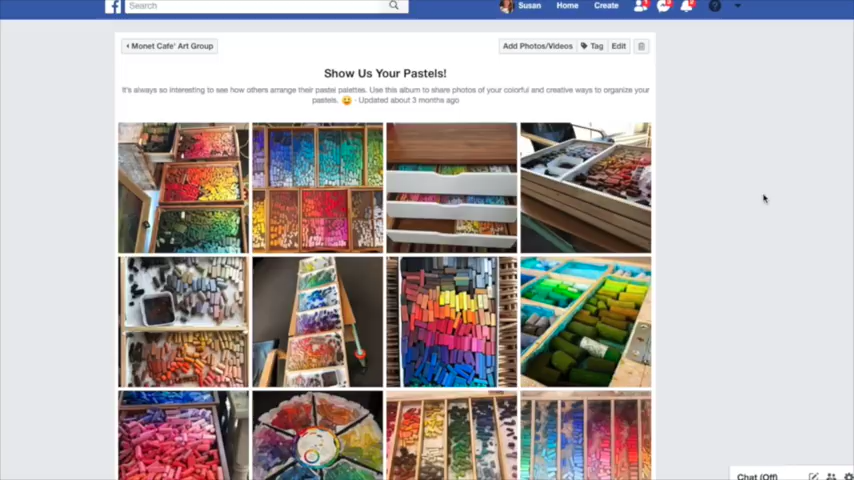 Search
Susan Home Create
Monet Cafe' Art Group
Add Photos/Videos Tag Edit
Show Us Your Pastels!
It's always so interesting to see how others arrange their pastel palettes. Use this album to share photos of your colorful and creative ways to organize your
pastels. 😀 · Updated about 3 months ago
Chat (Off)